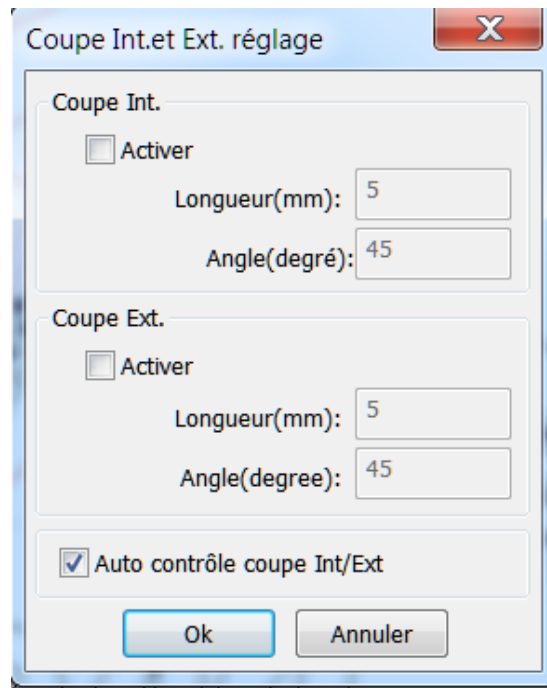 Coupe Int.et Ext. réglage
Coupe Int.
Activer
Longueur(mm): 5
Angle(degré): 45
Coupe Ext.
Activer
Longueur(mm): 5
Angle(degree): 45
Auto contrôle coupe Int/Ext
Ok Annuler